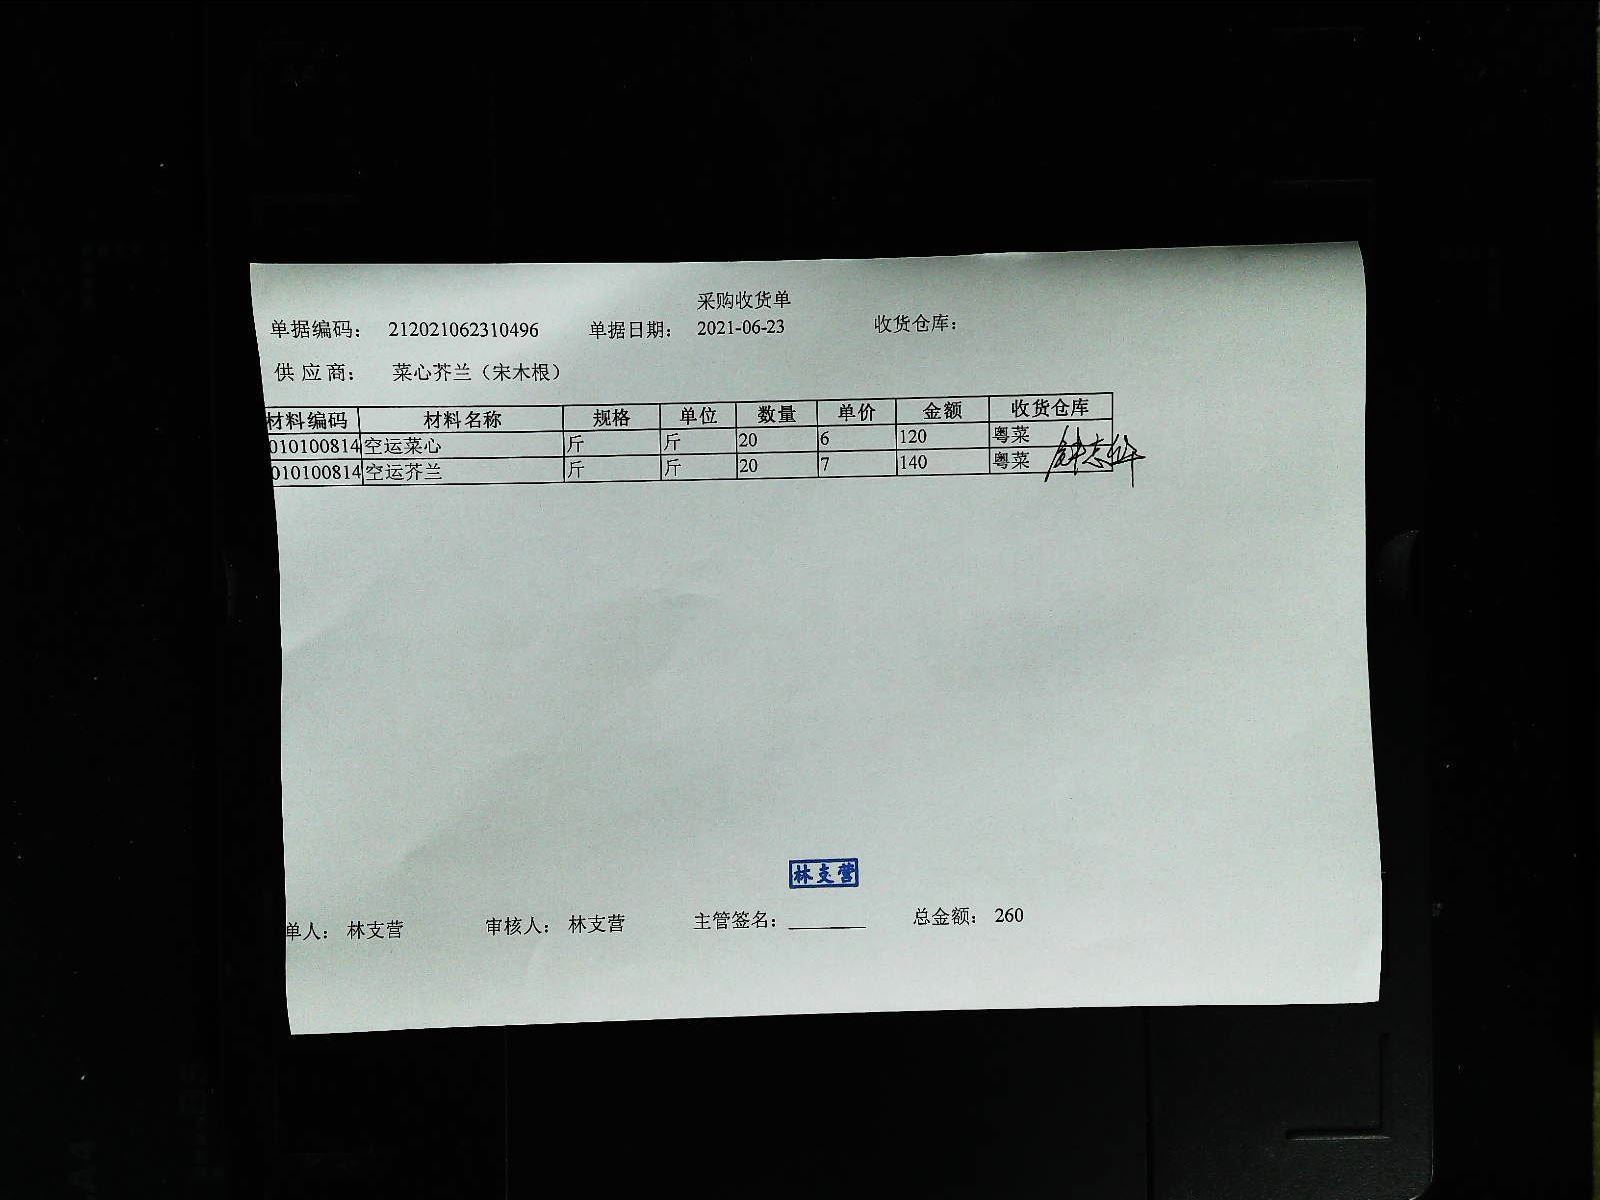 采购收货单
单据编码： 212021062310496 单据日期： 2021-06-23 收货仓库：
供应商： 菜心芥兰（宋木根）
材料编码 材料名称 规格 单位 数量 单价 金额 收货仓库
010100814 空运菜心 斤 斤 20 6 120 粤菜
010100814 空运芥兰 斤 斤 20 7 140 粤菜
林支营
单人： 林支营 审核人： 林支营 主管签名： 总金额： 260